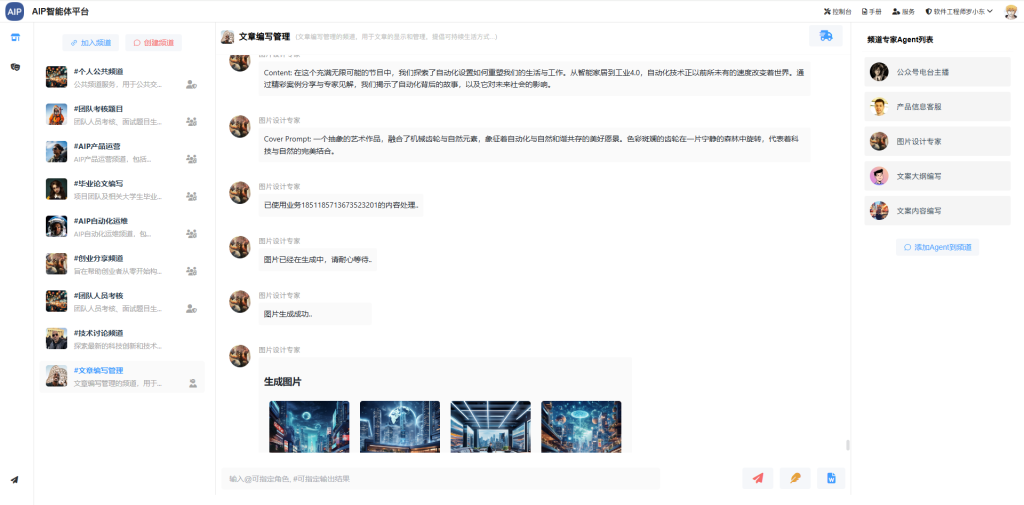 AIP AIP智能体平台
控制台 手册 服务 软件工程师罗小东
加入频道 创建频道
#个人公共频道
公共频道服务，用于公共交...
#团队考核题目
团队人员考核、面试题目生...
#AIP产品运营
AIP产品运营频道，包括...
#毕业论文编写
项目团队及相关大学生毕业...
#AIP自动化运维
AIP自动化运维频道，包...
#创业分享频道
旨在帮助创业者从零开始构...
#团队人员考核
团队人员考核、面试题目生...
#技术讨论频道
探索最新的科技创新和技术...
#文章编写管理
文章编写管理的频道，用于...
文章编写管理 (文章编写管理的频道，用于文章的显示和管理，提倡可持续生活方式...)
图片设计专家
Content: 在这个充满无限可能的节目中，我们探索了自动化设置如何重塑我们的生活与工作。从智能家居到工业4.0，自动化技术正以前所未有的速度改变着世界。通
过精彩案例分享与专家见解，我们揭示了自动化背后的故事，以及它对未来社会的影响。
图片设计专家
Cover Prompt: 一个抽象的艺术作品，融合了机械齿轮与自然元素，象征着自动化与自然和谐共存的美好愿景。色彩斑斓的齿轮在一片宁静的森林中旋转，代表着科
技与自然的完美结合。
图片设计专家
已使用业务1851185713673523201的内容处理..
图片设计专家
图片已经在生成中，请耐心等待..
图片设计专家
图片生成成功..
图片设计专家
生成图片
输入@可指定角色, #可指定输出结果
频道专家Agent列表
公众号电台主播
产品信息客服
图片设计专家
文案大纲编写
文案内容编写
添加Agent到频道